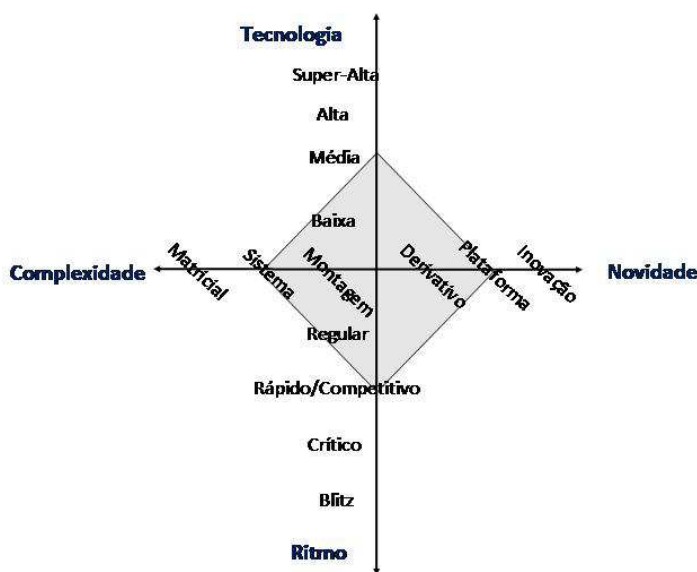 Tecnologia
Super-Alta
Alta
Média
Baixa
Complexidade
Matricial
Sistema
Montagem
Derivativo
Plataforma
Inovação
Novidade
Regular
Rápido/Competitivo
Crítico
Blitz
Ritmo